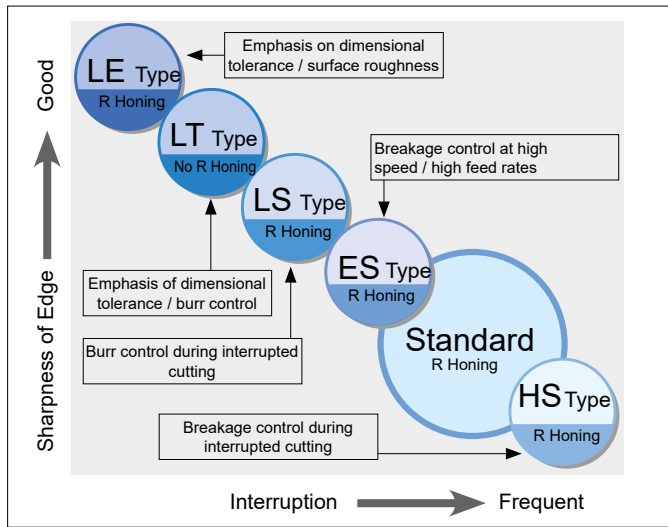 Emphasis on dimensional
tolerance / surface roughness
LE Type
R Honing
LT Type
No R Honing
Breakage control at high
speed / high feed rates
LS Type
R Honing
ES Type
R Honing
Emphasis of dimensional
tolerance / burr control
Burr control during interrupted
cutting
Standard
R Honing
HS Type
R Honing
Breakage control during
interrupted cutting
Good
Sharpness of Edge
Interruption
Frequent